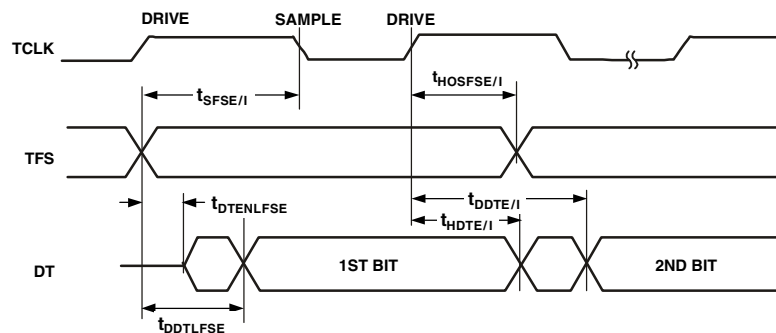 DRIVE SAMPLE DRIVE
TCLK
tHOSFSE/I
tSFSE/I
TFS
tDDTE/I
tDTENLFSE
tHDTE/I
DT 1ST BIT 2ND BIT
tDDTLFSE